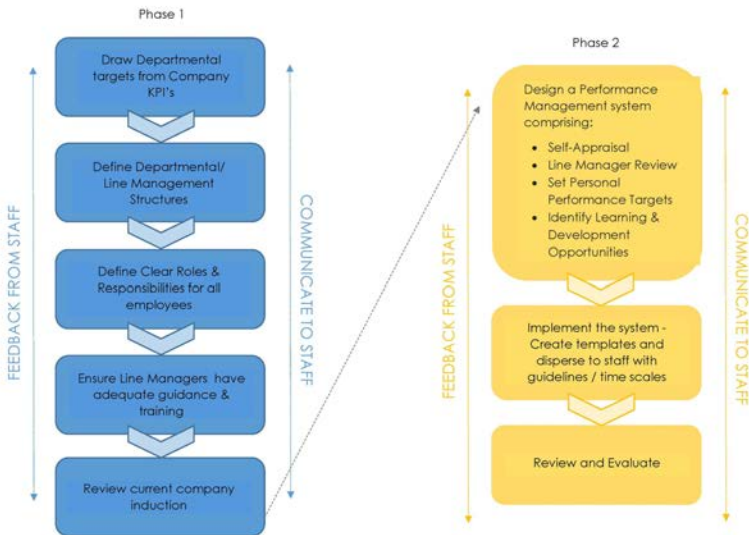 Phase 1
Draw Departmental
targets from Company
KPI's
Define Departmental/
Line Management
Structures
Define Clear Roles &
Responsibilities for all
employees
Ensure Line Managers have
adequate guidance &
training
Review current company
induction
FEEDBACK FROM STAFF
COMMUNICATE TO STAFF
Phase 2
Design a Performance
Management system
comprising:
• Self-Appraisal
• Line Manager Review
• Set Personal
Performance Targets
• Identify Learning &
Development
Opportunities
Implement the system -
Create templates and
disperse to staff with
guidelines / time scales
Review and Evaluate
FEEDBACK FROM STAFF
COMMUNICATE TO STAFF